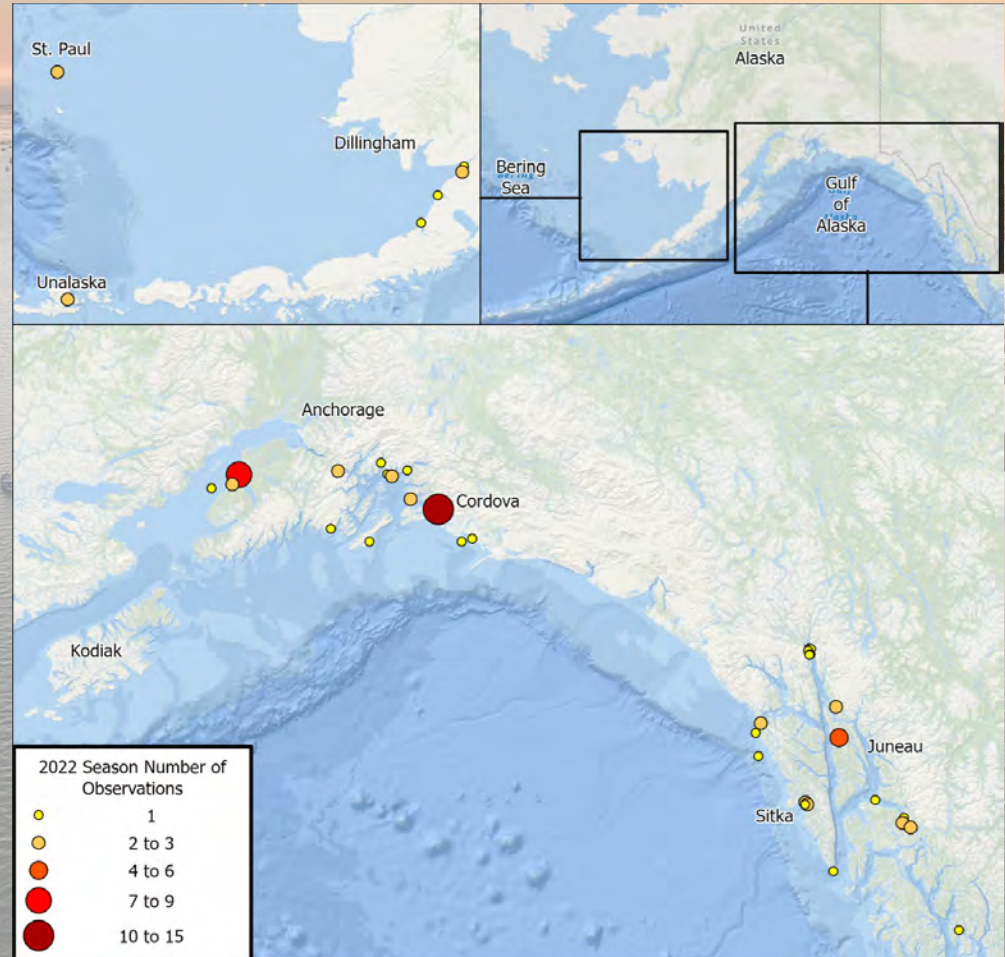 St. Paul
Dillingham
Unalaska
United
States
Alaska
Bering
Sea
Gulf
of
Alaska
Anchorage
Cordova
Kodiak
Juneau
Sitka
2022 Season Number of
Observations
1
2 to 3
4 to 6
7 to 9
10 to 15